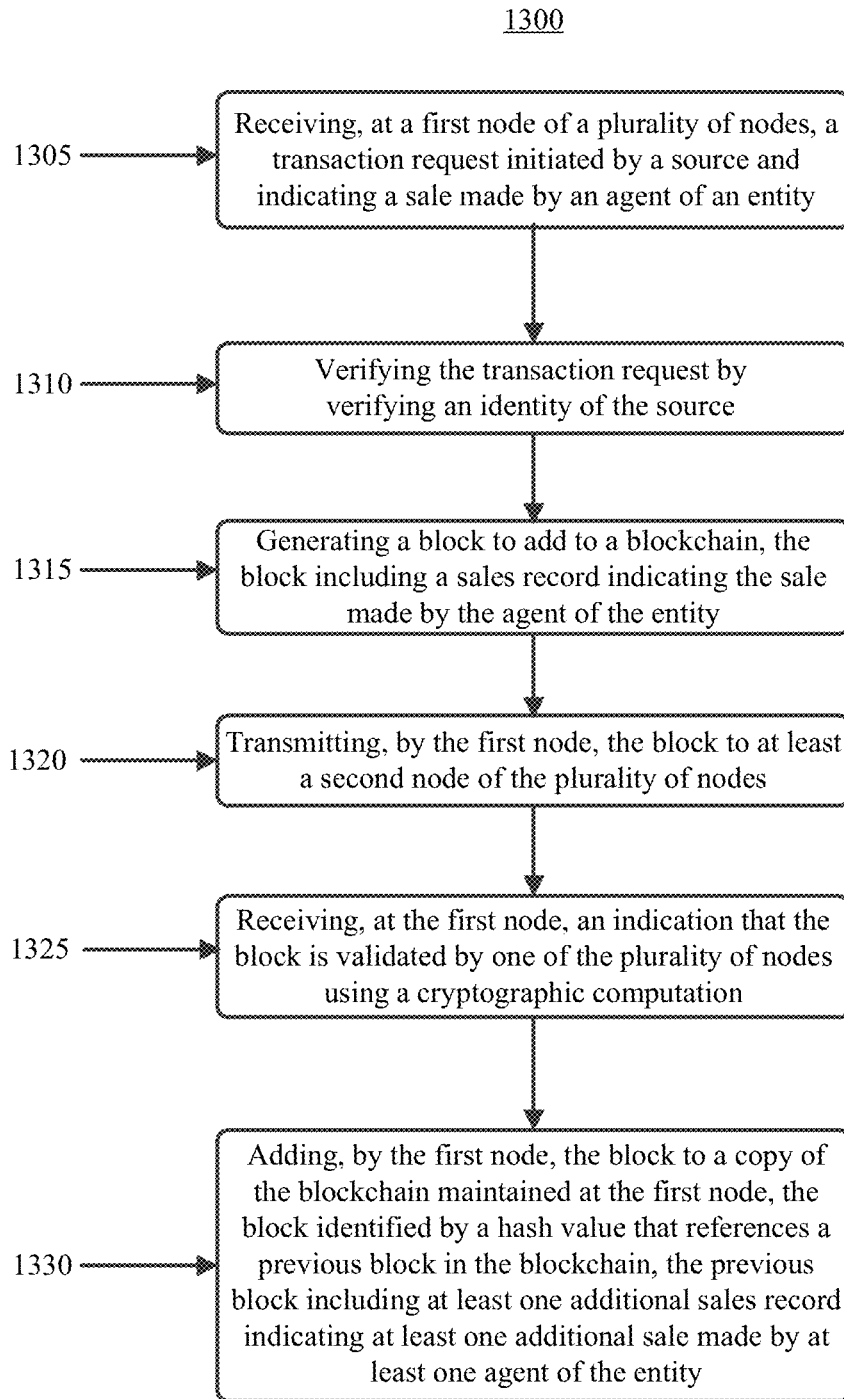 1300
1305
Receiving, at a first node of a plurality of nodes, a
transaction request initiated by a source and
indicating a sale made by an agent of an entity
1310
Verifying the transaction request by
verifying an identity of the source
1315
Generating a block to add to a blockchain, the
block including a sales record indicating the sale
made by the agent of the entity
1320
Transmitting, by the first node, the block to at least
a second node of the plurality of nodes
1325
Receiving, at the first node, an indication that the
block is validated by one of the plurality of nodes
using a cryptographic computation
1330
Adding, by the first node, the block to a copy of
the blockchain maintained at the first node, the
block identified by a hash value that references a
previous block in the blockchain, the previous
block including at least one additional sales record
indicating at least one additional sale made by at
least one agent of the entity